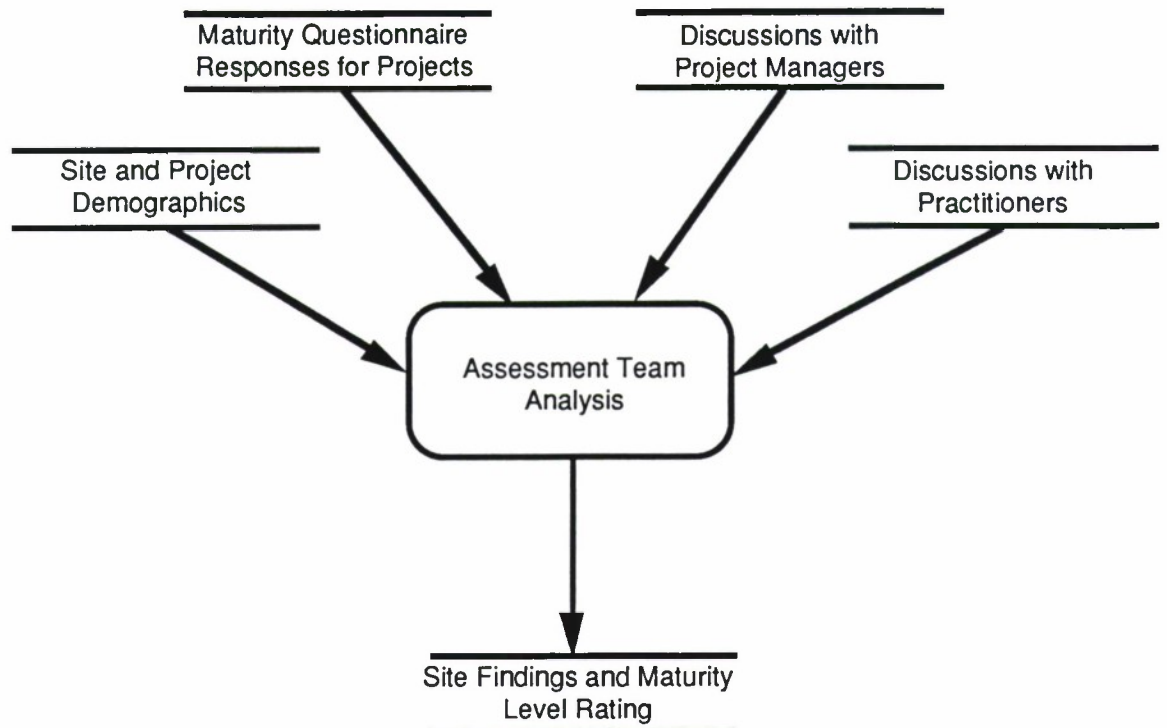 Maturity Questionnaire
Responses for Projects
Discussions with
Project Managers
Site and Project
Demographics
Discussions with
Practitioners
Assessment Team
Analysis
Site Findings and Maturity
Level Rating